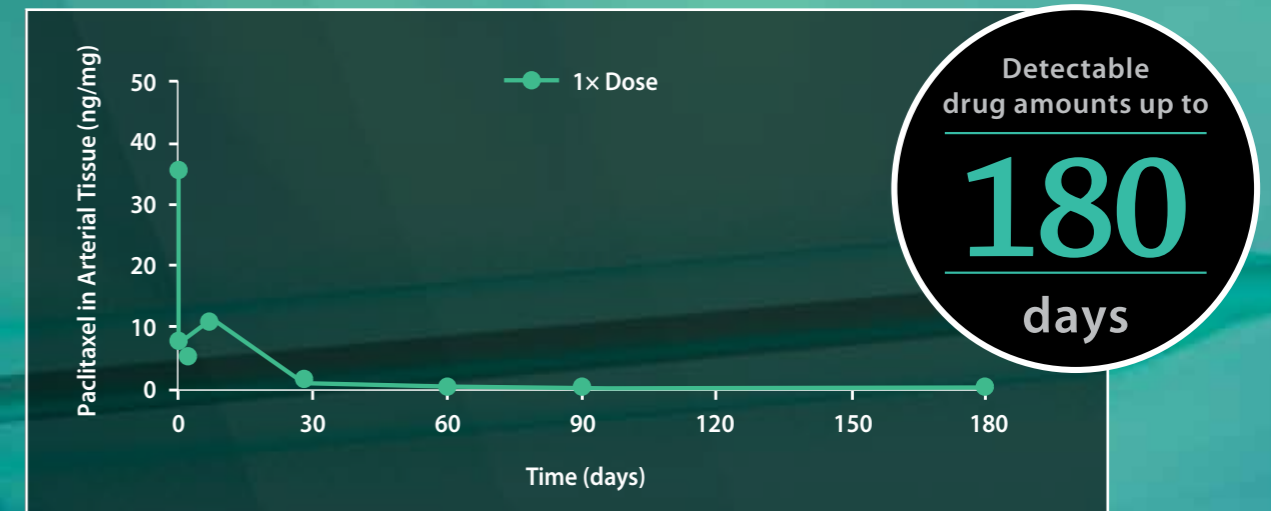 Paclitaxel in Arterial Tissue (ng/mg)
50
40
30
20
10
0
1× Dose
0 30 60 90 120 150 180
Time (days)
Detectable
drug amounts up to
180
days